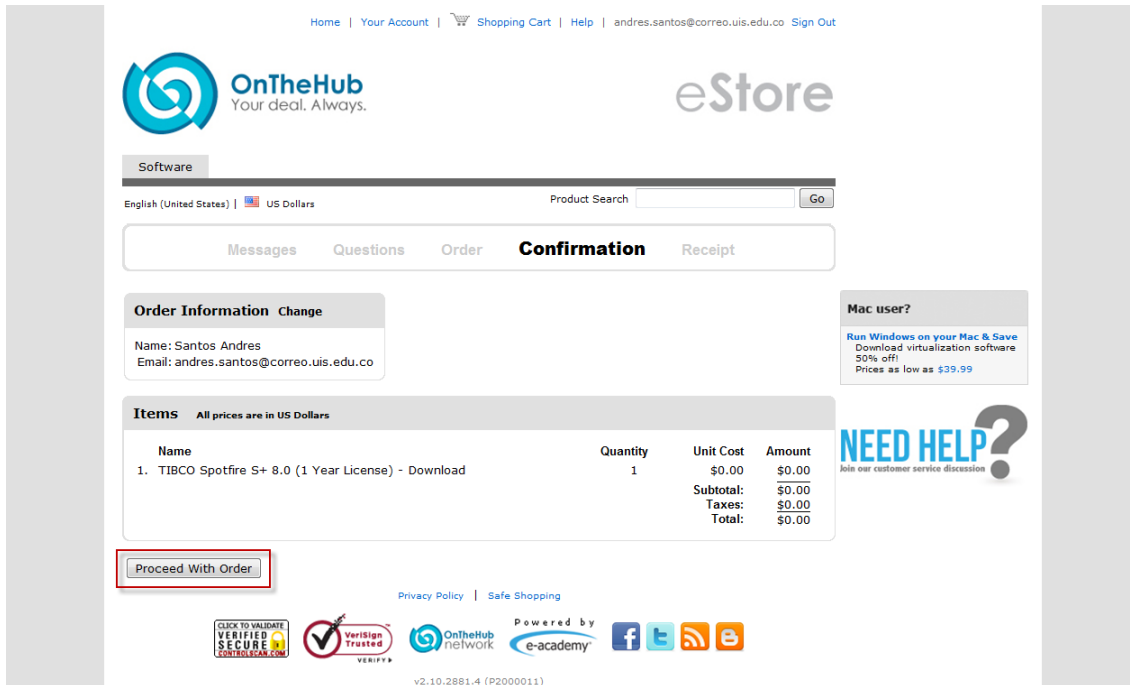 Home | Your Account | Shopping Cart | Help | andres.santos@correo.uis.edu.co Sign Out
OnTheHub
Your deal. Always.
eStore
Software
English (United States) | US Dollars
Product Search
Go
Messages Questions Order Confirmation Receipt
Order Information Change
Name: Santos Andres
Email: andres.santos@correo.uis.edu.co
Mac user?
Run Windows on your Mac & Save
Download virtualization software
50% off!
Prices as low as $39.99
Items All prices are in US Dollars
Name Quantity Unit Cost Amount
1. TIBCO Spotfire S+ 8.0 (1 Year License) - Download 1 $0.00 $0.00
Subtotal: $0.00
Taxes: $0.00
Total: $0.00
NEED HELP?
Join our customer service discussion
Proceed With Order
Privacy Policy | Safe Shopping
CLICK TO VALIDATE
VERIFIED
SECURE
CONTROLSCAN.COM
VeriSign
Trusted
VERIFY
OnTheHub
network
Powered by
e-academy
v2.10.2881.4 (P2000011)